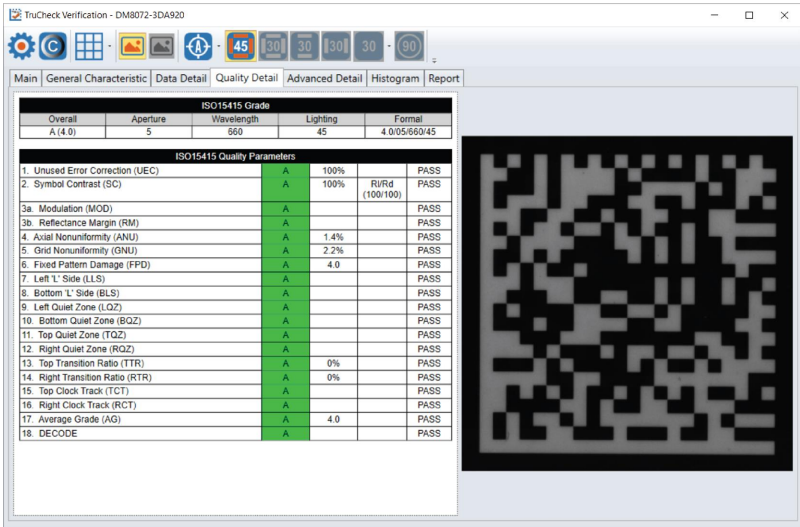 TruCheck Verification - DM8072-3DA920
45 30 30 30 30 90
Main General Characteristic Data Detail Quality Detail Advanced Detail Histogram Report
ISO15415 Grade
Overall Aperture Wavelength Lighting Formal
A (4.0) 5 660 45 4.0/05/660/45
ISO15415 Quality Parameters
1. Unused Error Correction (UEC) A 100% PASS
2. Symbol Contrast (SC) A 100% Rl/Rd PASS
(100/100)
3a. Modulation (MOD) A PASS
3b. Reflectance Margin (RM) A PASS
4. Axial Nonuniformity (ANU) A 1.4% PASS
5. Grid Nonuniformity (GNU) A 2.2% PASS
6. Fixed Pattern Damage (FPD) A 4.0 PASS
7. Left 'L' Side (LLS) A PASS
8. Bottom 'L' Side (BLS) A PASS
9. Left Quiet Zone (LQZ) A PASS
10. Bottom Quiet Zone (BQZ) A PASS
11. Top Quiet Zone (TQZ) A PASS
12. Right Quiet Zone (RQZ) A PASS
13. Top Transition Ratio (TTR) A 0% PASS
14. Right Transition Ratio (RTR) A 0% PASS
15. Top Clock Track (TCT) A PASS
16. Right Clock Track (RCT) A PASS
17. Average Grade (AG) A 4.0 PASS
18. DECODE A PASS